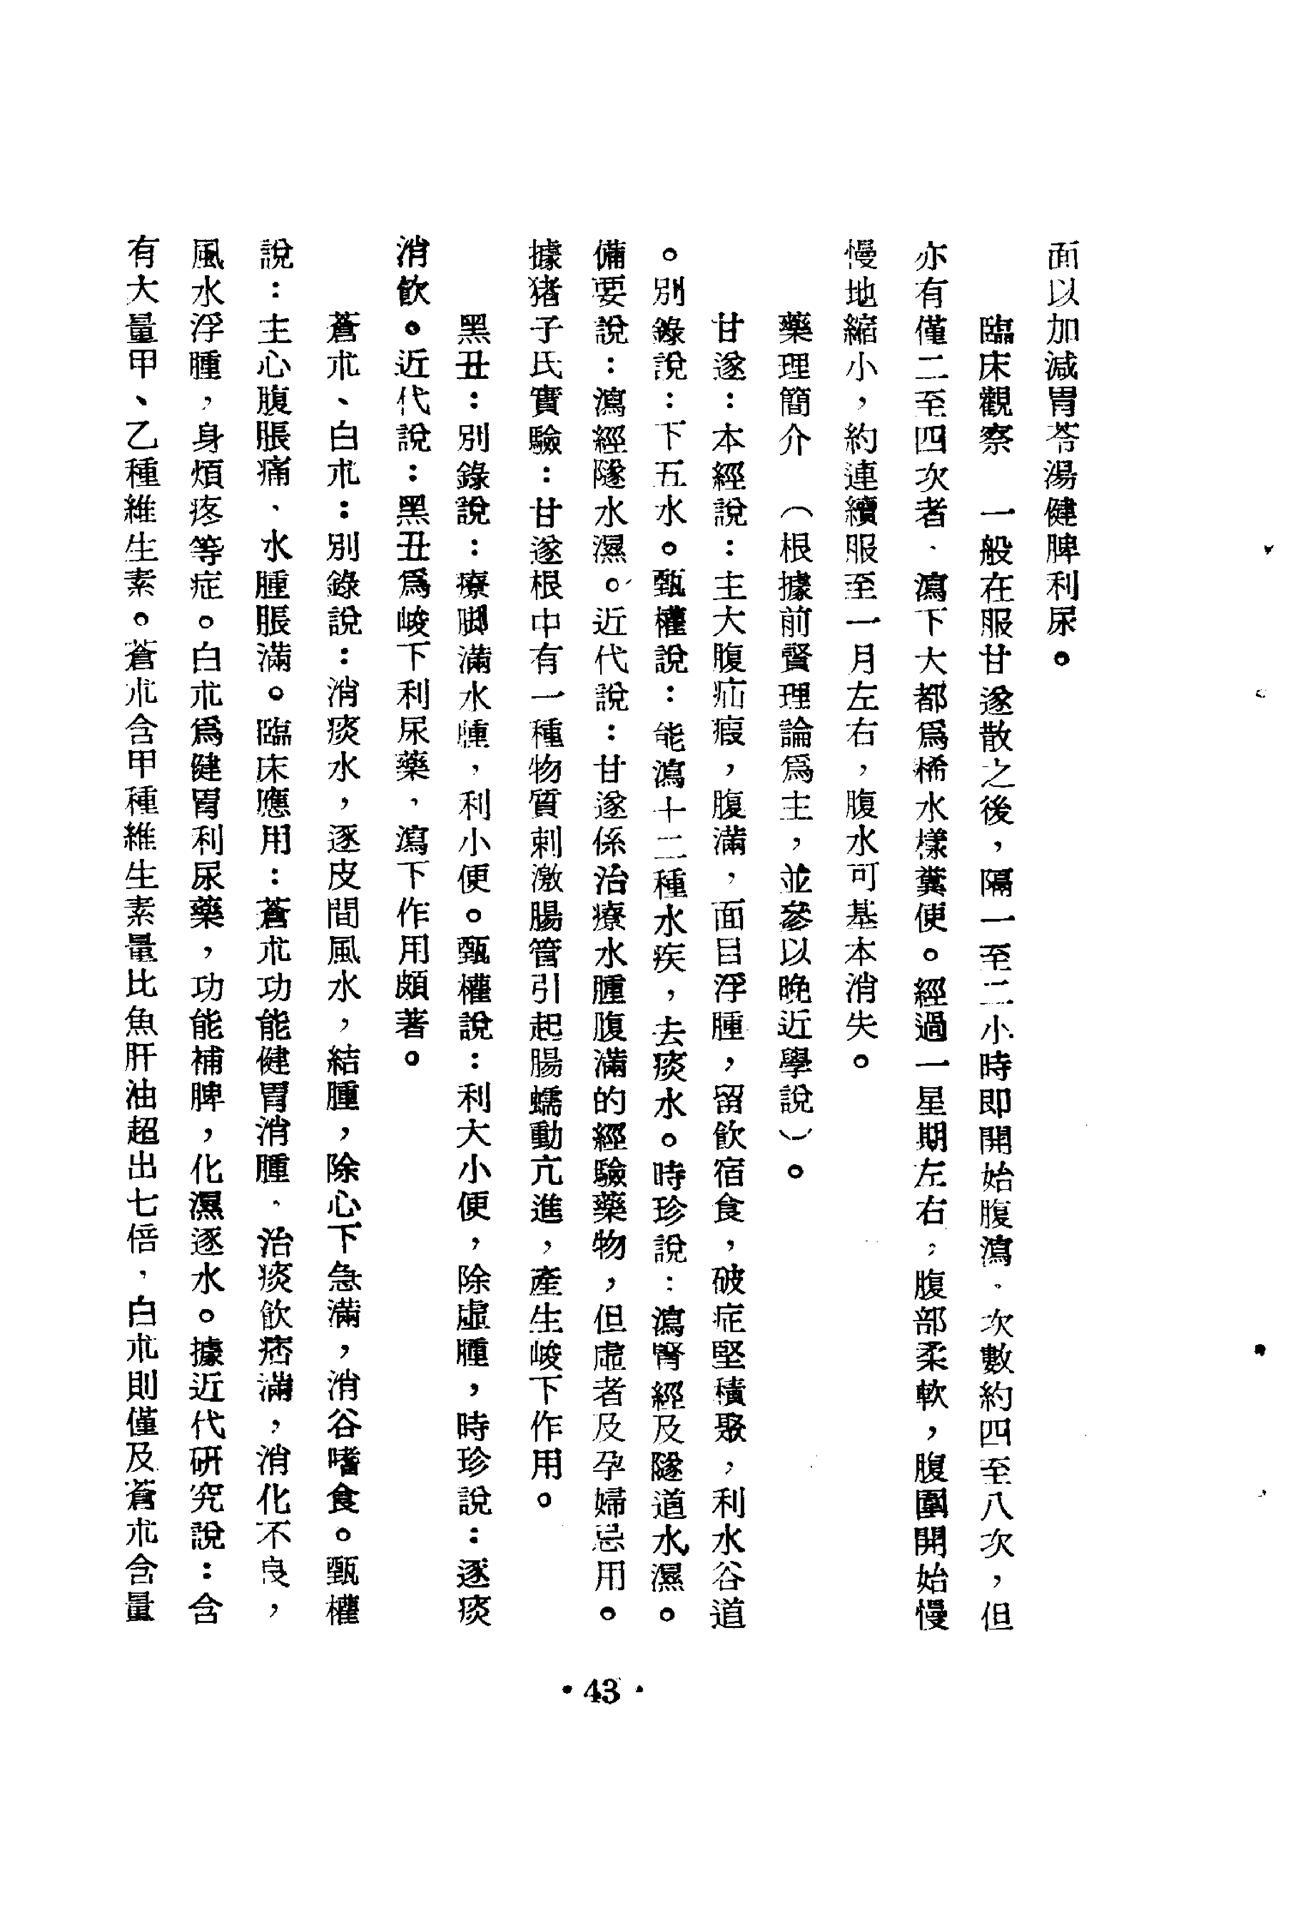 面以加減胃苓湯健脾利尿。
臨床觀察　一般在服甘遂散之後，隔一至二小時即開始腹瀉、次數約四至八次，但
亦有僅二至四次者、瀉下大都爲稀水樣糞便。經過一星期左右，腹部柔軟，腹圍開始慢
慢地縮小，約連續服至一月左右，腹水可基本消失。
藥理簡介　（根據前賢理論爲主，並參以晚近學說）。
甘遂：本經說：主大腹疝瘕，腹滿，面目浮腫，留飲宿食，破症堅積聚，利水谷道
。別錄說：下五水。甄權說：能瀉十二種水疾，去痰水。時珍說：瀉腎經及隧道水濕。
備要說：瀉經隧水濕。近代說：甘遂係治療水腫腹滿的經驗藥物，但虛者及孕婦忌用。
據猪子氏實驗：甘遂根中有一種物質刺激腸管引起腸蠕動亢進，產生峻下作用。
黑丑：別錄說：療脚滿水腫，利小便。甄權說：利大小便，除虛腫，時珍說：逐痰
消飲。近代說：黑丑爲峻下利尿藥、瀉下作用頗著。
蒼朮、白朮：別錄說：消痰水，逐皮間風水，結腫，除心下急滿，消谷嗜食。甄權
說：主心腹脹痛、水腫脹滿。臨床應用：蒼朮功能健胃消腫、治痰飲痞滿，消化不良，
風水浮腫，身煩疼等症。白朮爲健胃利尿藥，功能補脾，化濕逐水。據近代研究說：含
有大量甲、乙種維生素。蒼朮含甲種維生素量比魚肝油超出七倍，白朮則僅及蒼朮含量
·43·